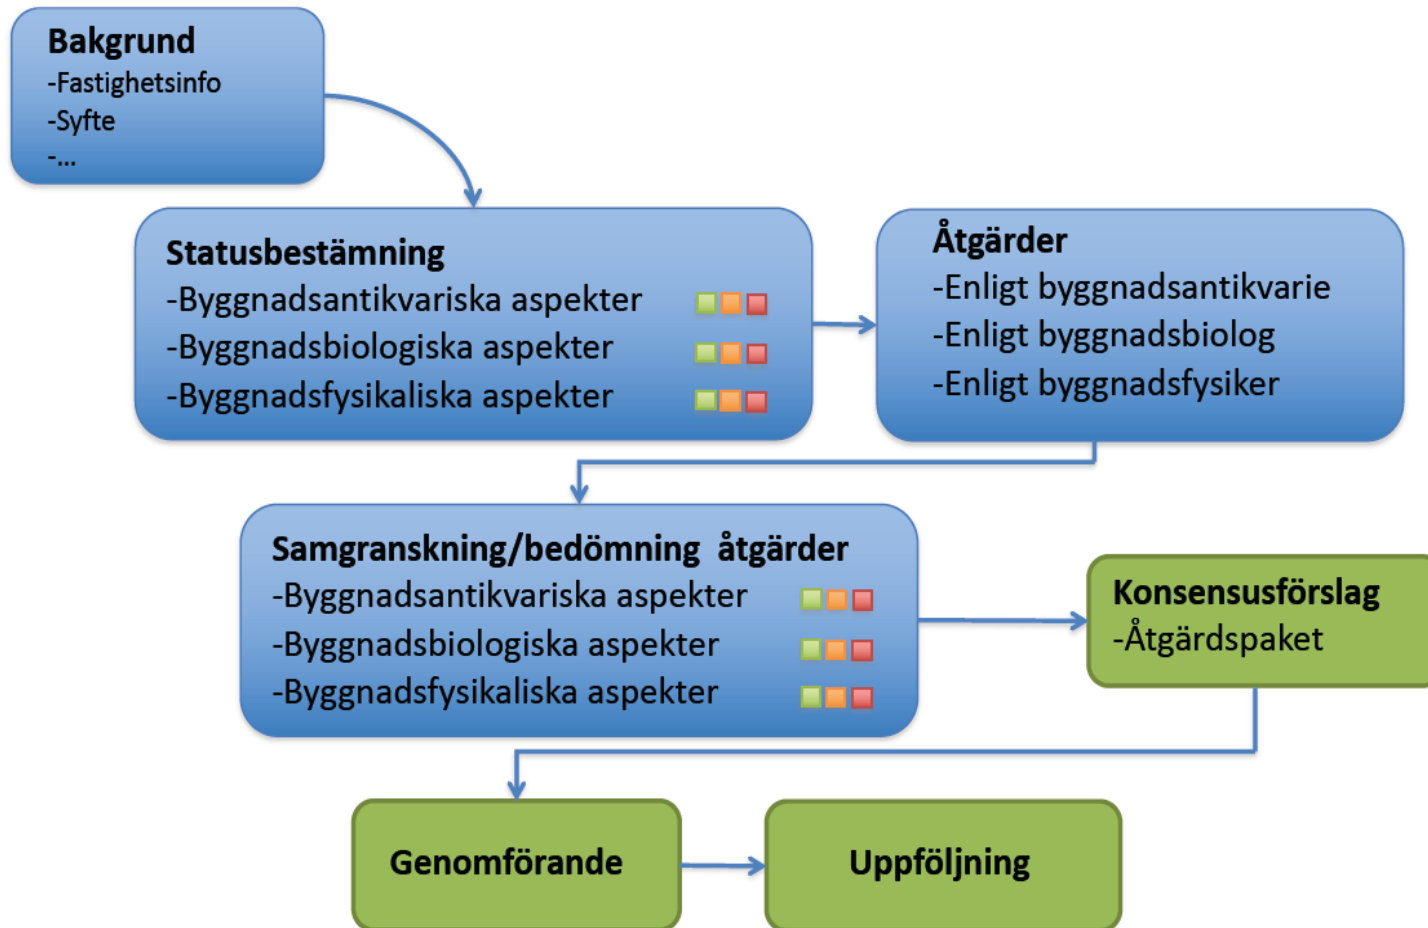 Bakgrund
-Fastighetsinfo
-Syfte
-...
Statusbestämning
-Byggnadsantikvariska aspekter
-Byggnadsbiologiska aspekter
-Byggnadsfysikaliska aspekter
Åtgärder
-Enligt byggnadsantikvarie
-Enligt byggnadsbiolog
-Enligt byggnadsfysiker
Samgranskning/bedömning åtgärder
-Byggnadsantikvariska aspekter
-Byggnadsbiologiska aspekter
-Byggnadsfysikaliska aspekter
Konsensusförslag
-Åtgärdspaket
Genomförande
Uppföljning